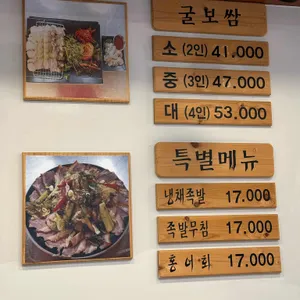 굴보쌈
소 (2인) 41.000
중 (3인) 47.000
대 (4인) 53.000
특별메뉴
냉채족발 17.000
족발무침 17.000
홍어회 17.000